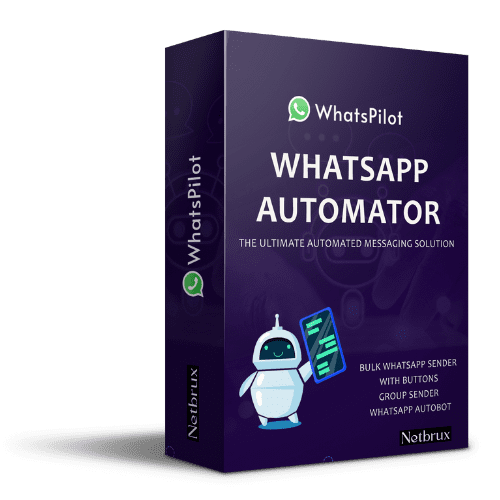 WhatsPilot
WHATSAPP
AUTOMATOR
THE ULTIMATE AUTOMATED MESSAGING SOLUTION
BULK WHATSAPP SENDER
WITH BUTTONS
GROUP SENDER
WHATSAPP AUTOBOT
Netbrux
WhatsPilot
Netbrux